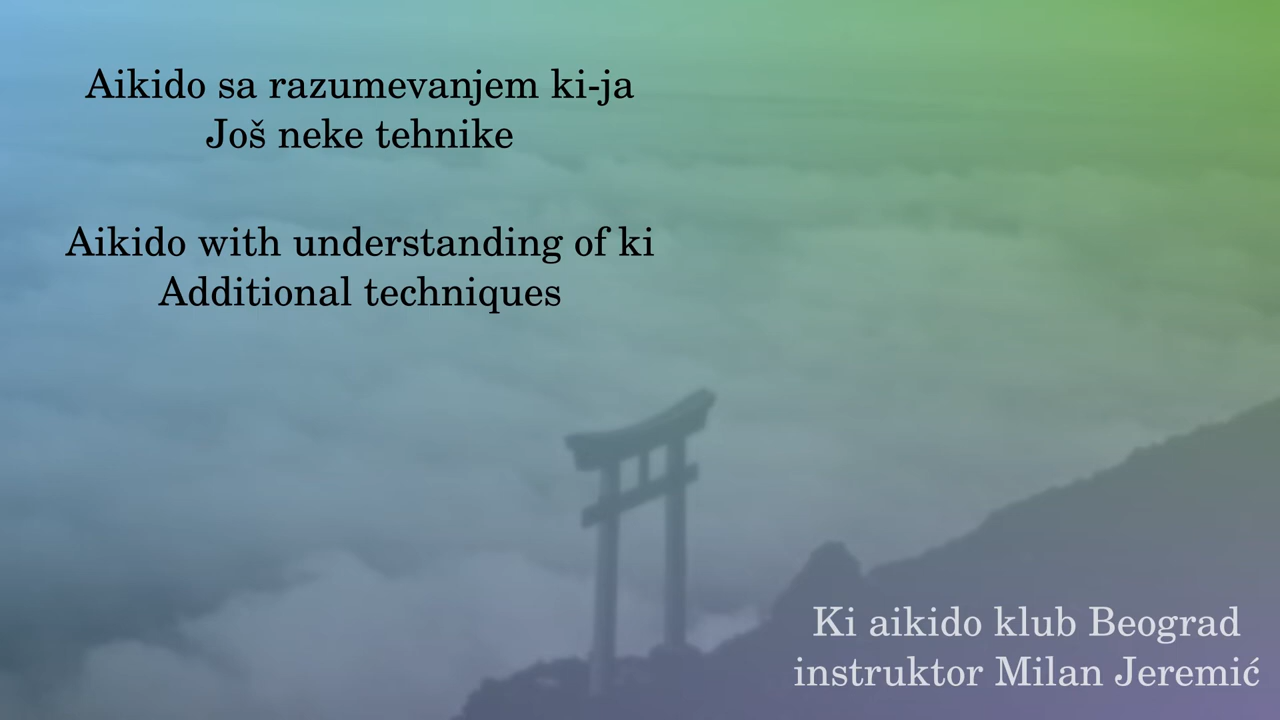 Aikido sa razumevanjem ki-ja
Još neke tehnike
Aikido with understanding of ki
Additional techniques
Ki aikido klub Beograd
instruktor Milan Jeremić